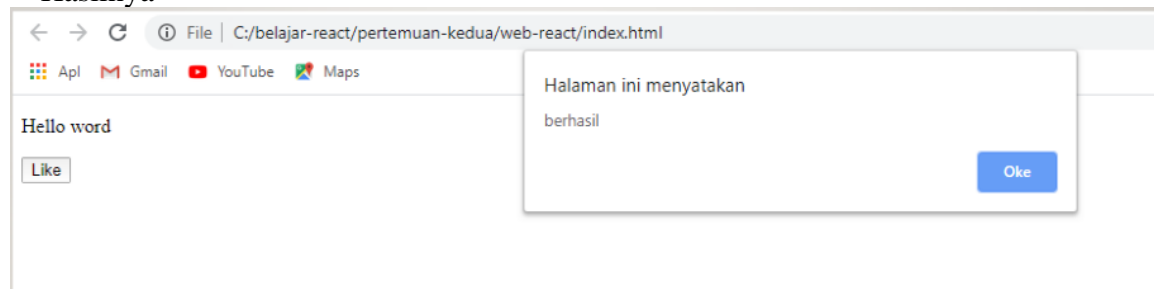 Hasilnya
File | C:/belajar-react/pertemuan-kedua/web-react/index.html
Apl Gmail YouTube Maps
Halaman ini menyatakan
berhasil
Oke
Hello word
Like